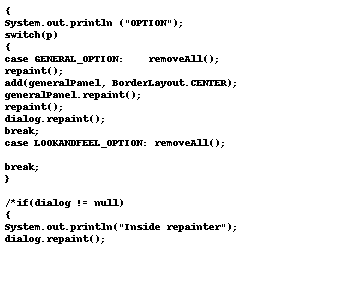 {
System.out.println ("OPTION");
switch(p)
{
case GENERAL_OPTION:    removeAll();
repaint();
add(generalPanel, BorderLayout.CENTER);
generalPanel.repaint();
repaint();
dialog.repaint();
break;
case LOOKANDFEEL_OPTION: removeAll();

break;
}

/*if(dialog != null)
{
System.out.println("Inside repainter");
dialog.repaint();